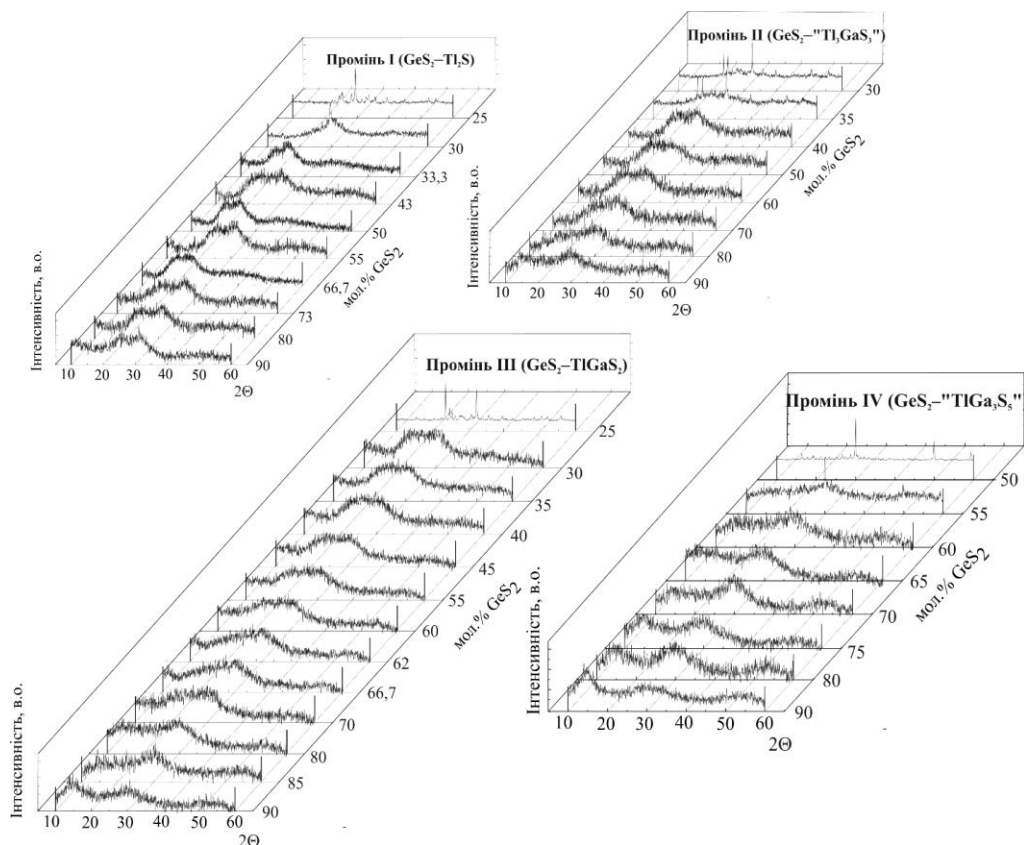 Промінь I (GeS₂–Tl₂S)
Інтенсивність, в.о.
10 20 30 40 50 60
2Θ
25
30
33,3
43
50
55
66,7
73
80
90
мол.% GeS₂
Промінь II (GeS₂–"Tl₃GaS₃")
Інтенсивність, в.о.
10 20 30 40 50 60
2Θ
30
35
40
50
60
70
80
90
мол.% GeS₂
Промінь III (GeS₂–TlGaS₂)
Інтенсивність, в.о.
10 20 30 40 50 60
2Θ
25
30
35
40
45
55
60
62
66,7
70
80
85
90
мол.% GeS₂
Промінь IV (GeS₂–"TlGa₃S₅"
Інтенсивність, в.о.
10 20 30 40 50 60
2Θ
50
55
60
65
70
75
80
90
мол.% GeS₂